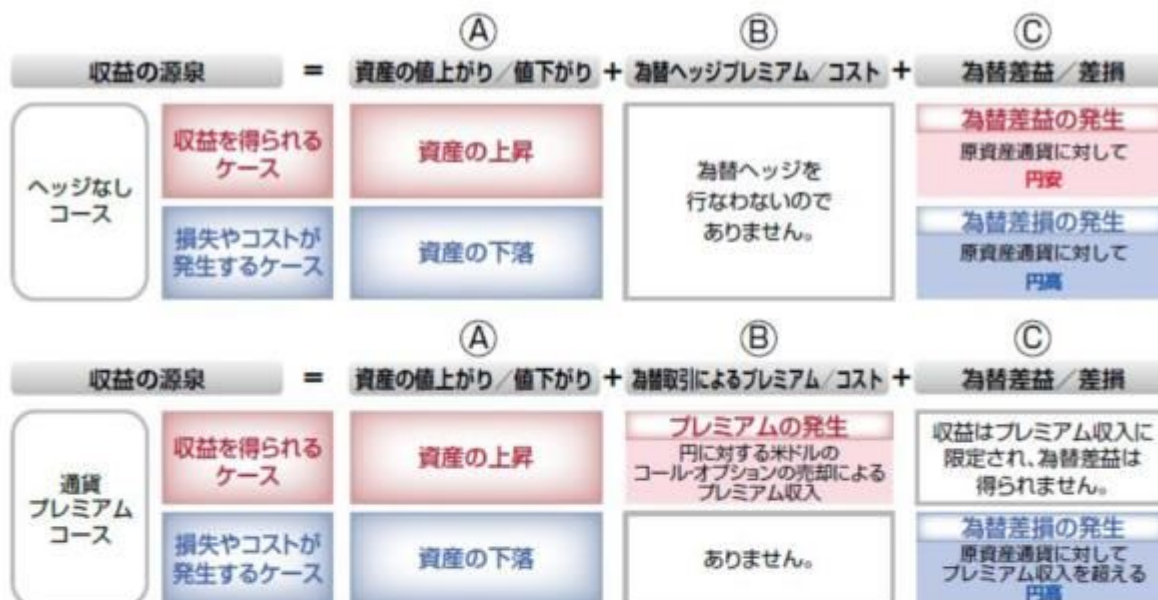 Ⓐ Ⓑ Ⓒ
収益の源泉 = 資産の値上がり/値下がり + 為替ヘッジプレミアム/コスト + 為替差益/差損
ヘッジなし
コース
収益を得られる
ケース
資産の上昇
損失やコストが
発生するケース
資産の下落
為替ヘッジを
行なわないので
ありません。
為替差益の発生
原資産通貨に対して
円安
為替差損の発生
原資産通貨に対して
円高
Ⓐ Ⓑ Ⓒ
収益の源泉 = 資産の値上がり/値下がり + 為替取引によるプレミアム/コスト + 為替差益/差損
通貨
プレミアム
コース
収益を得られる
ケース
資産の上昇
プレミアムの発生
円に対する米ドルの
コール・オプションの売却による
プレミアム収入
収益はプレミアム収入に
限定され、為替差益は
得られません。
損失やコストが
発生するケース
資産の下落
ありません。
為替差損の発生
原資産通貨に対して
プレミアム収入を超える
円高